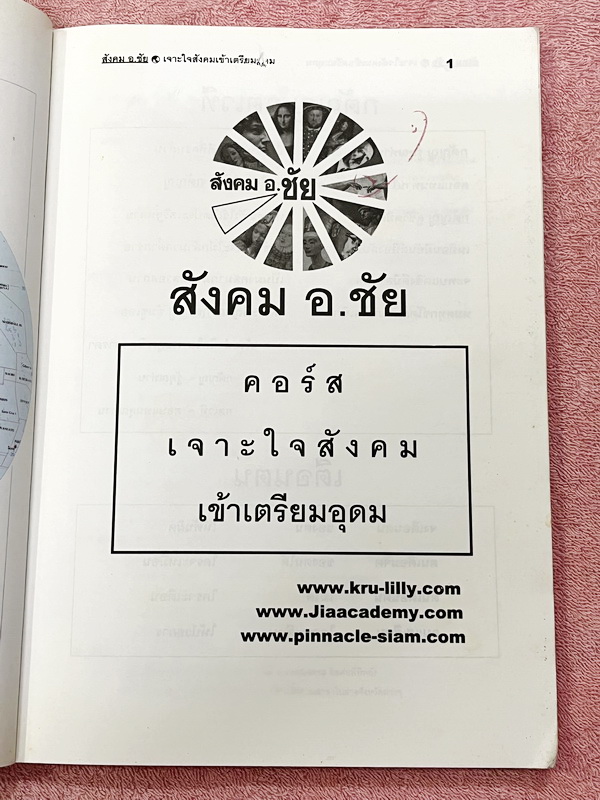 สังคม อ.ชัย เจาะใจสังคมเข้าเตรียมอุดม 1
สังคม อ.ชัย
สังคม อ.ชัย
คอร์ส
เจาะใจสังคม
เข้าเตรียมอุดม
www.kru-lilly.com
www.Jiaacademy.com
www.pinnacle-siam.com